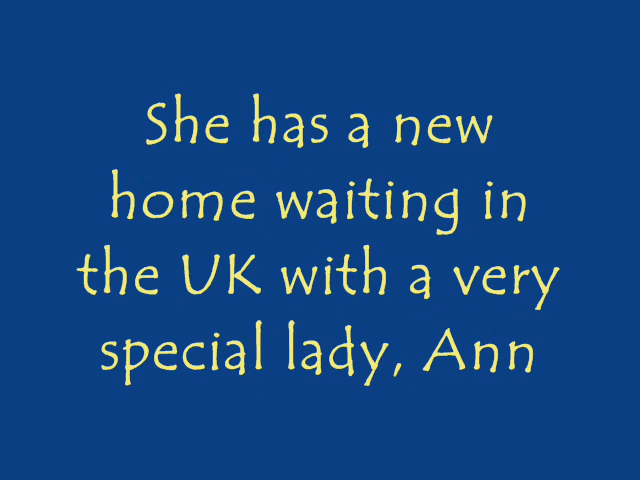 She has a new
home waiting in
the UK with a very
special lady, Ann